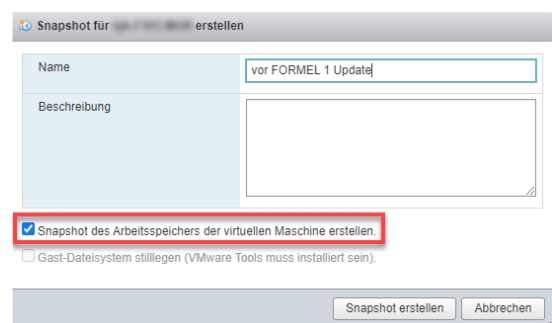 Snapshot für erstellen
Name
vor FORMEL 1 Update
Beschreibung
Snapshot des Arbeitsspeichers der virtuellen Maschine erstellen.
Gast-Dateisystem stilllegen (VMware Tools muss installiert sein).
Snapshot erstellen
Abbrechen